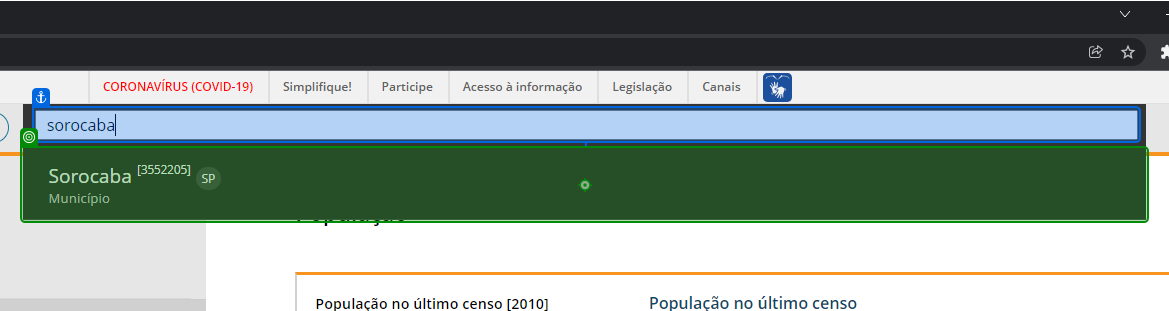 CORONAVÍRUS (COVID-19) Simplifique! Participe Acesso à informação Legislação Canais
sorocaba
Sorocaba [3552205] SP
Município
População no último censo [2010] População no último censo